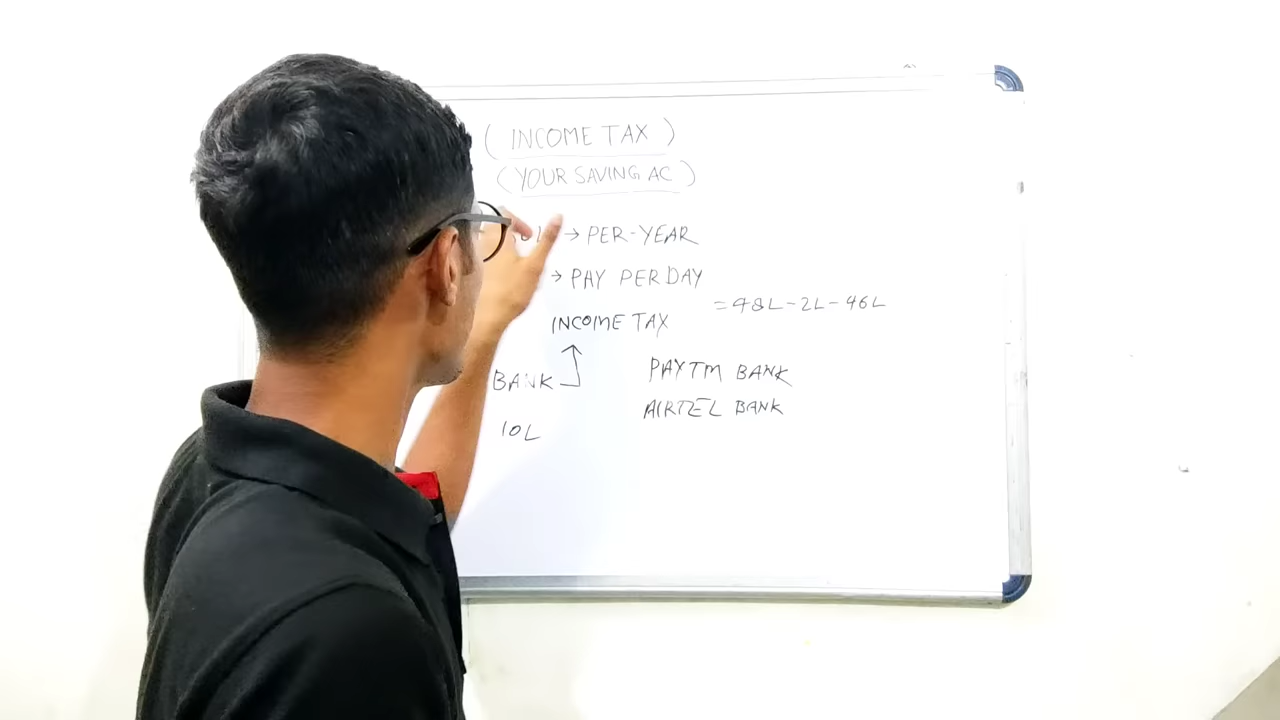 ( INCOME TAX )
( YOUR SAVING AC )
→ PER-YEAR
→ PAY PER DAY
= 48L - 2L - 46L
INCOME TAX
BANK
PAYTM BANK
AIRTEL BANK
10L